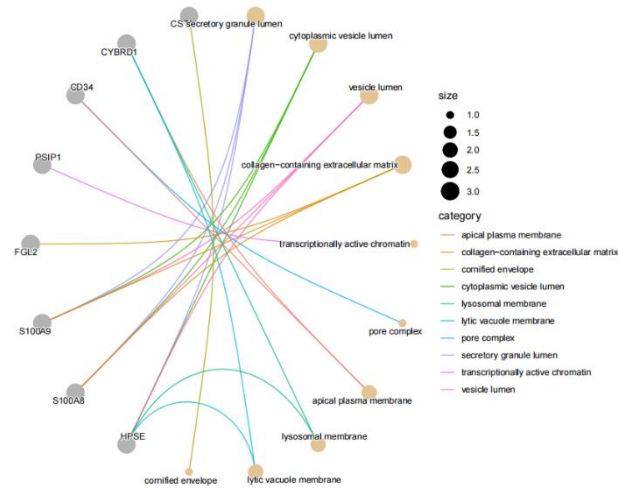 CS secretory granule lumen
cytoplasmic vesicle lumen
CYBRD1
CD34
vesicle lumen
PSIP1
collagen-containing extracellular matrix
FGL2
transcriptionally active chromatin
S100A9
pore complex
S100A8
apical plasma membrane
HPSE
lysosomal membrane
cornified envelope
lytic vacuole membrane
size
1.0
1.5
2.0
2.5
3.0
category
apical plasma membrane
collagen-containing extracellular matrix
cornified envelope
cytoplasmic vesicle lumen
lysosomal membrane
lytic vacuole membrane
pore complex
secretory granule lumen
transcriptionally active chromatin
vesicle lumen